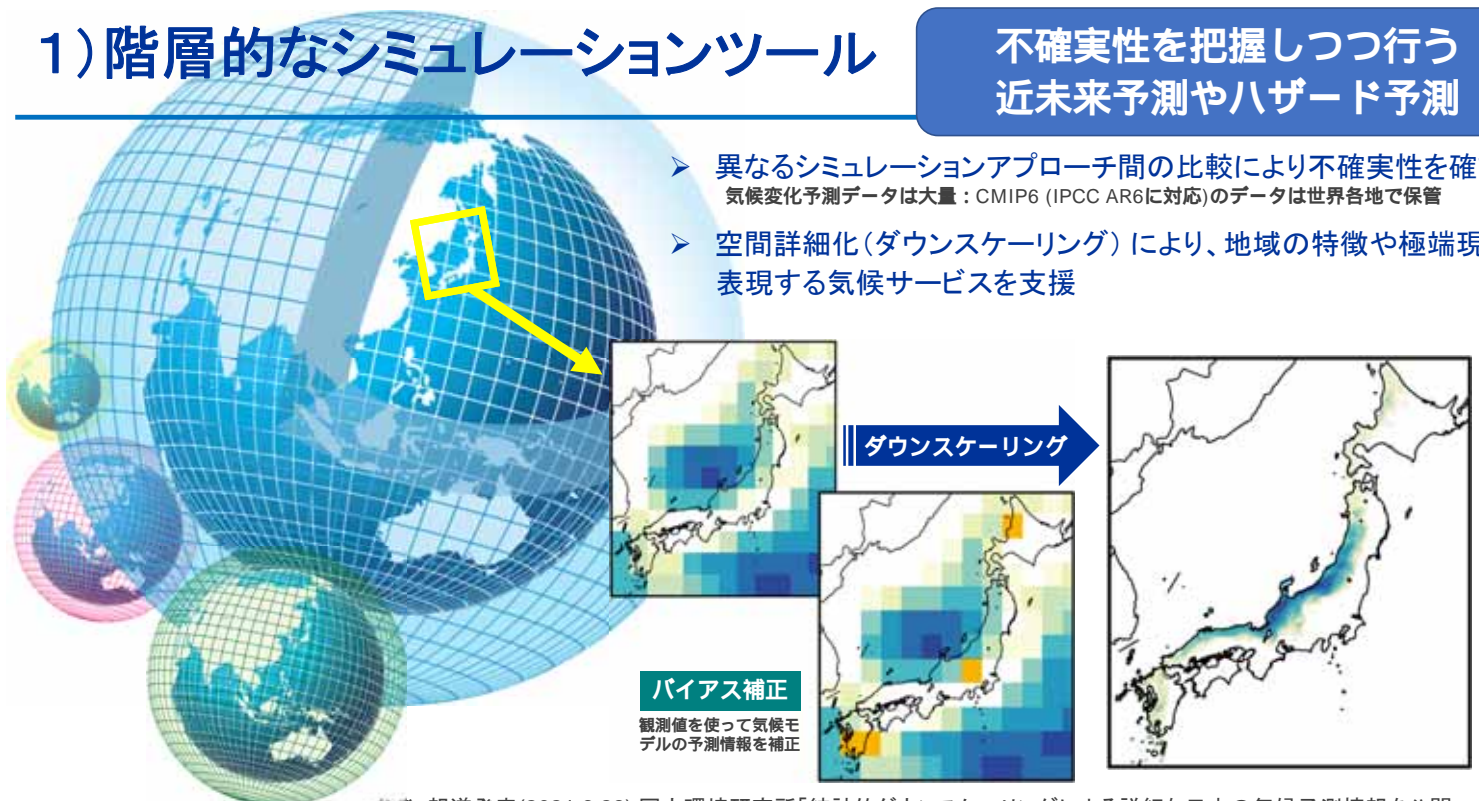 1)階層的なシミュレーションツール
不確実性を把握しつつ行う
近未来予測やハザード予測
➢ 異なるシミュレーションアプローチ間の比較により不確実性を確
気候変化予測データは大量：CMIP6 (IPCC AR6に対応)のデータは世界各地で保管
➢ 空間詳細化(ダウンスケーリング) により、地域の特徴や極端現
表現する気候サービスを支援
ダウンスケーリング
バイアス補正
観測値を使って気候モ
デルの予測情報を補正